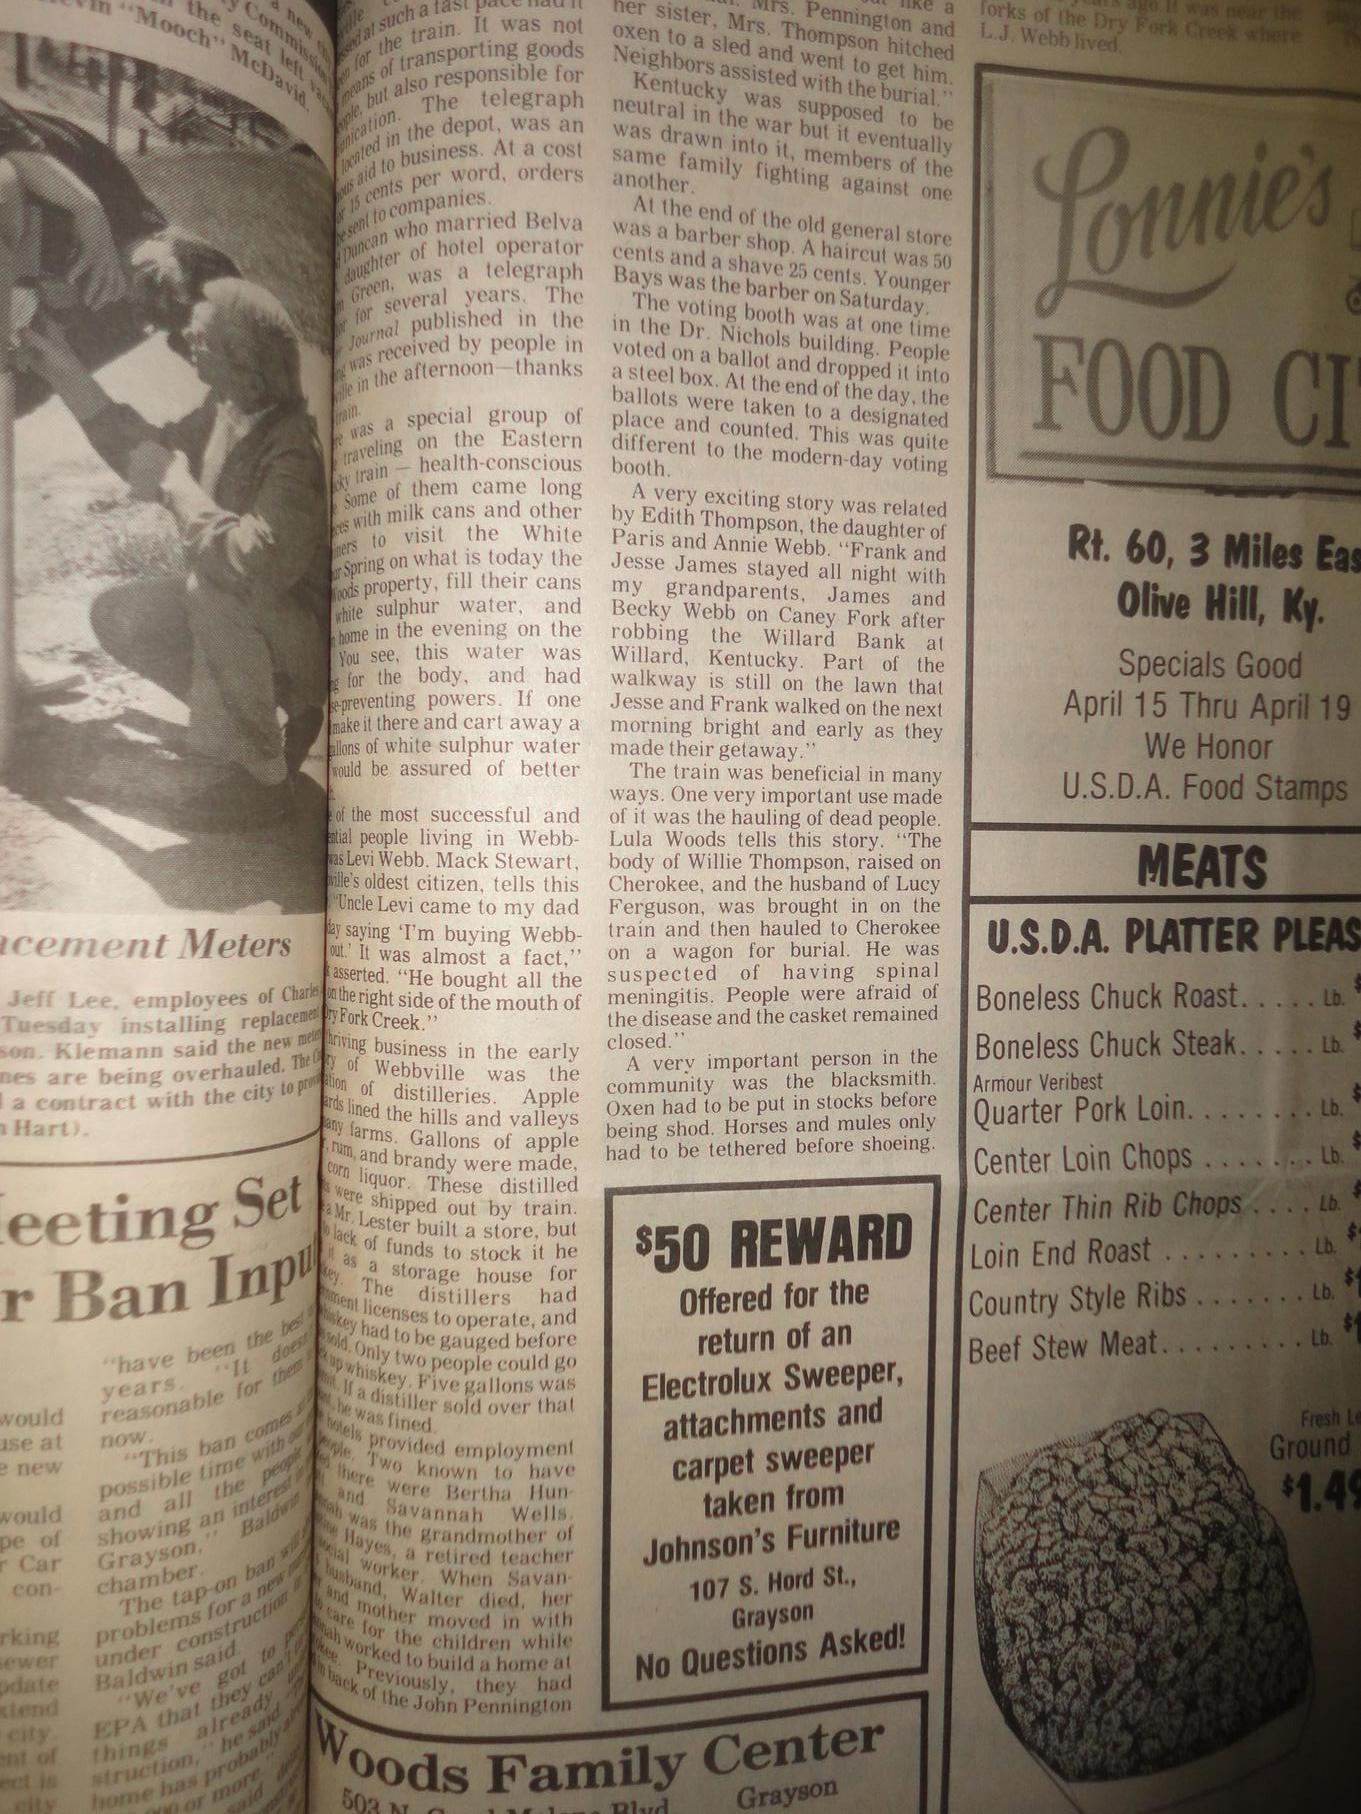 a new
Commission
vin "Mooch" McDavid.
the seat left
acement Meters
Jeff Lee, employees of Charles
Tuesday installing replacement
son. Klemann said the new
nes are being overhauled. The
a contract with the city to
Hart).
eeting Set
r Ban Inpu
"have been the best
years. "It
reasonable for them
now.
"This ban comes
possible time with our
and all the people
showing an interest in
Grayson," Baldwin
chamber.
The tap-on ban
problems for a new
under construction
Baldwin said.
"We've got to
EPA that they can't
things already
struction," he said.
home has probably
or more,"
would
use at
e new
would
pe of
r Car
con-
rking
sewer
pdate
xtend
city.
ent of
ect is
city
at such a fast pace had it
for the train. It was not
means of transporting goods
but also responsible for
The telegraph
located in the depot, was an
aid to business. At a cost
15 cents per word, orders
sent to companies.
Duncan who married Belva
daughter of hotel operator
Green, was a telegraph
for several years. The
Journal published in the
was received by people in
ville in the afternoon—thanks
train.
was a special group of
traveling on the Eastern
train — health-conscious
Some of them came long
with milk cans and other
to visit the White
Spring on what is today the
property, fill their cans
white sulphur water, and
home in the evening on the
You see, this water was
for the body, and had
se-preventing powers. If one
make it there and cart away a
allons of white sulphur water
would be assured of better
of the most successful and
ential people living in Webb-
was Levi Webb. Mack Stewart,
ville's oldest citizen, tells this
"Uncle Levi came to my dad
day saying 'I'm buying Webb-
out.' It was almost a fact,"
asserted. "He bought all the
on the right side of the mouth of
Dry Fork Creek."
thriving business in the early
of Webbville was the
of distilleries. Apple
lined the hills and valleys
many farms. Gallons of apple
rum, and brandy were made,
corn liquor. These distilled
were shipped out by train.
a Mr. Lester built a store, but
lack of funds to stock it he
as a storage house for
The distillers had
licenses to operate, and
whiskey had to be gauged before
sold. Only two people could go
up whiskey. Five gallons was
If a distiller sold over that
he was fined.
hotels provided employment
people. Two known to have
there were Bertha Hun-
and Savannah Wells.
was the grandmother of
Hayes, a retired teacher
worker. When Savan-
husband, Walter died, her
and mother moved in with
care for the children while
worked to build a home at
Previously, they had
back of the John Pennington
like a
Mrs. Pennington and
her sister, Mrs. Thompson hitched
oxen to a sled and went to get him.
Neighbors assisted with the burial."
Kentucky was supposed to be
neutral in the war but it eventually
was drawn into it, members of the
same family fighting against one
another.
At the end of the old general store
was a barber shop. A haircut was 50
cents and a shave 25 cents. Younger
Bays was the barber on Saturday.
The voting booth was at one time
in the Dr. Nichols building. People
voted on a ballot and dropped it into
a steel box. At the end of the day, the
ballots were taken to a designated
place and counted. This was quite
different to the modern-day voting
booth.
A very exciting story was related
by Edith Thompson, the daughter of
Paris and Annie Webb. "Frank and
Jesse James stayed all night with
my grandparents, James and
Becky Webb on Caney Fork after
robbing the Willard Bank at
Willard, Kentucky. Part of the
walkway is still on the lawn that
Jesse and Frank walked on the next
morning bright and early as they
made their getaway."
The train was beneficial in many
ways. One very important use made
of it was the hauling of dead people.
Lula Woods tells this story. "The
body of Willie Thompson, raised on
Cherokee, and the husband of Lucy
Ferguson, was brought in on the
train and then hauled to Cherokee
on a wagon for burial. He was
suspected of having spinal
meningitis. People were afraid of
the disease and the casket remained
closed."
A very important person in the
community was the blacksmith.
Oxen had to be put in stocks before
being shod. Horses and mules only
had to be tethered before shoeing.
$50 REWARD
Offered for the
return of an
Electrolux Sweeper,
attachments and
carpet sweeper
taken from
Johnson's Furniture
107 S. Hord St.,
Grayson
No Questions Asked!
Woods Family Center
503 N. Blvd Grayson
ago. It was near the
forks of the Dry Fork Creek where
L.J. Webb lived.
Lonnie's
FOOD CI
Rt. 60, 3 Miles Eas
Olive Hill, Ky.
Specials Good
April 15 Thru April 19
We Honor
U.S.D.A. Food Stamps
MEATS
U.S.D.A. PLATTER PLEAS
Boneless Chuck Roast..... Lb. $
Boneless Chuck Steak..... Lb. $
Armour Veribest
Quarter Pork Loin........ Lb. $
Center Loin Chops ....... Lb. $
Center Thin Rib Chops .... Lb. $
Loin End Roast ......... Lb. $1
Country Style Ribs ....... Lb. $1
Beef Stew Meat......... Lb. $1
Fresh Le
Ground
$1.49